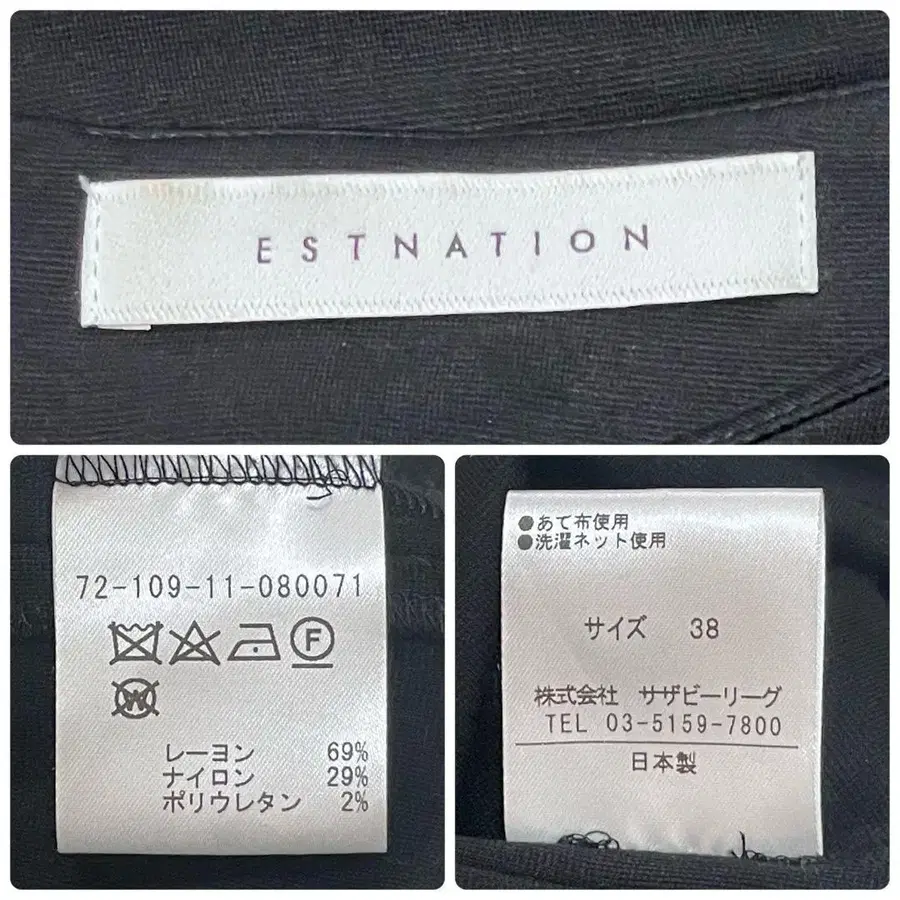 ESTNATION
72-109-11-080071
F
W
レーヨン 69%
ナイロン 29%
ポリウレタン 2%
●あて布使用
●洗濯ネット使用
サイズ 38
株式会社 サザビーリーグ
TEL 03-5159-7800
日本製